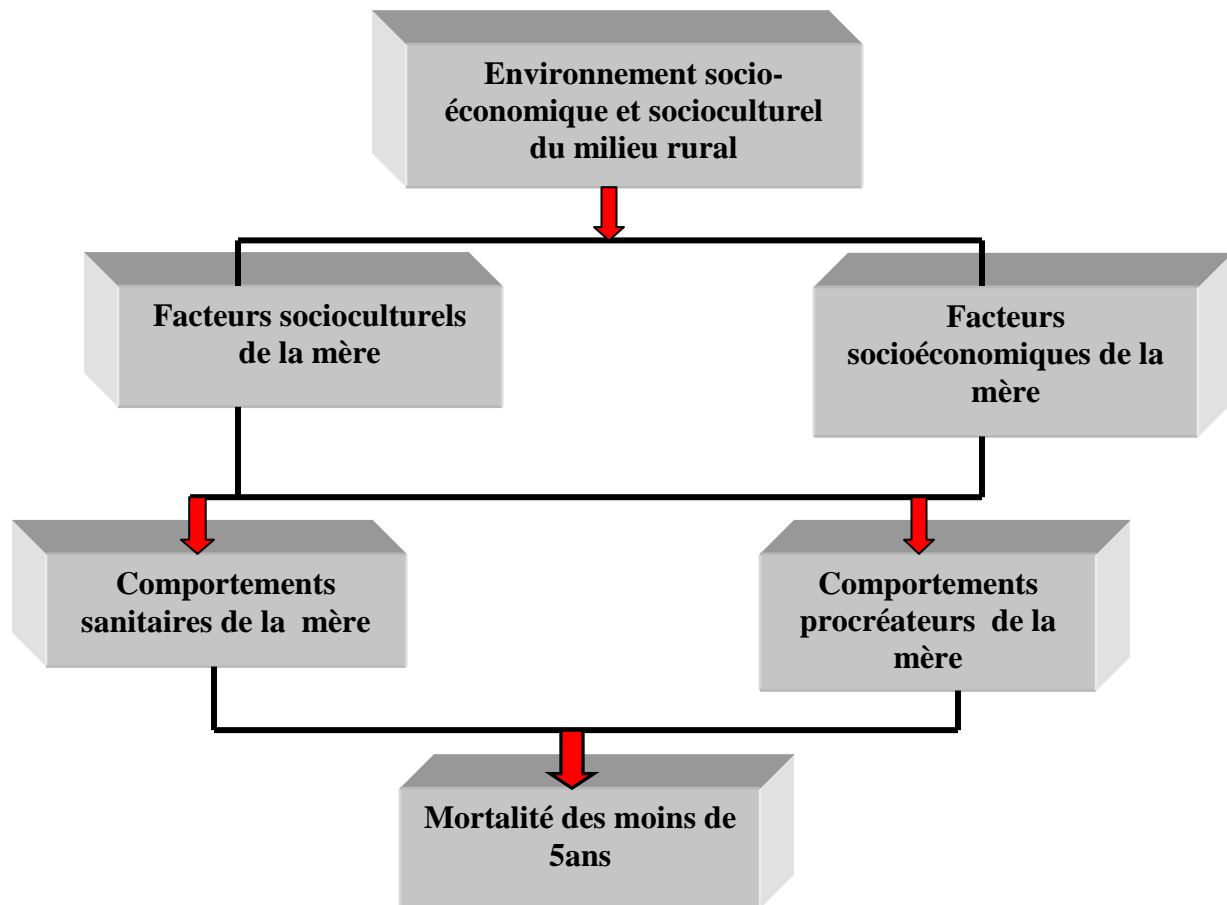 Environnement socio-
économique et socioculturel
du milieu rural
Facteurs socioculturels
de la mère
Facteurs
socioéconomiques de la
mère
Comportements
sanitaires de la mère
Comportements
procréateurs de la
mère
Mortalité des moins de
5ans